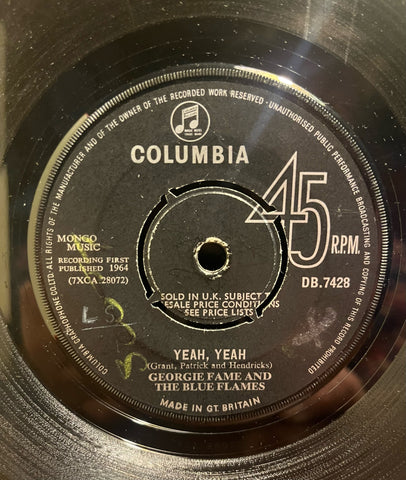 ALL RIGHTS OF THE MANUFACTURER AND OF THE OWNER OF THE RECORDED WORK RESERVED · UNAUTHORISED PUBLIC PERFORMANCE BROADCASTING AND COPYING OF THIS RECORD PROHIBITED
COLUMBIA GRAPHOPHONE CO. LTD.
COLUMBIA
45
R.P.M.
MONGO
MUSIC
RECORDING FIRST
PUBLISHED 1964
(7XCA.28072)
DB.7428
SOLD IN U.K. SUBJECT
RESALE PRICE CONDITIONS
SEE PRICE LISTS
YEAH, YEAH
(Grant, Patrick and Hendricks)
GEORGIE FAME AND
THE BLUE FLAMES
MADE IN GT. BRITAIN